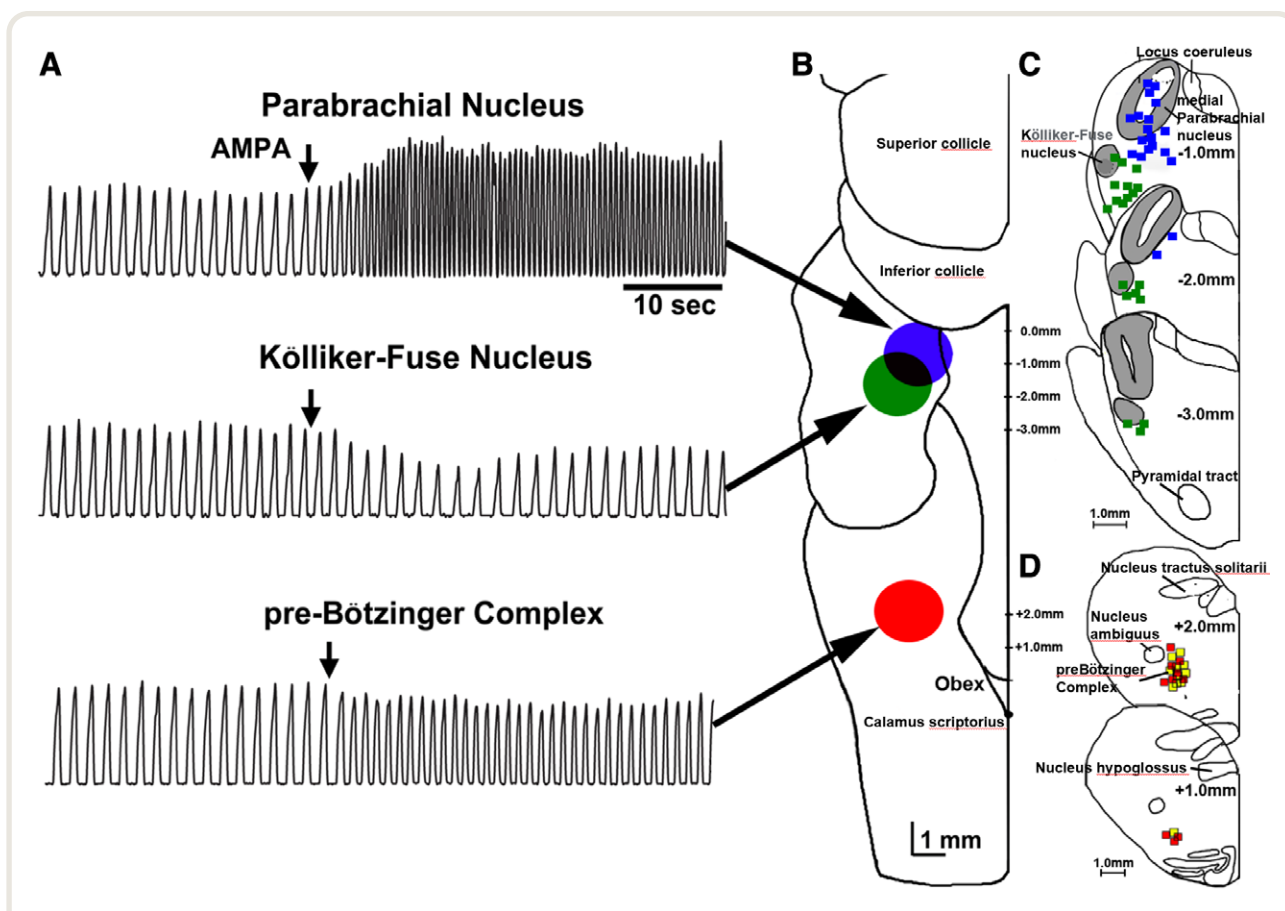 A
Parabrachial Nucleus
AMPA
10 sec
Kölliker-Fuse Nucleus
pre-Bötzinger Complex
B
Superior collicle
Inferior collicle
0.0mm
-1.0mm
-2.0mm
-3.0mm
+2.0mm
+1.0mm
Obex
Calamus scriptorius
1 mm
C
Locus coeruleus
medial
Parabrachial
nucleus
Kölliker-Fuse
nucleus
-1.0mm
-2.0mm
-3.0mm
Pyramidal tract
1.0mm
D
Nucleus tractus solitarii
+2.0mm
Nucleus
ambiguus
preBötzinger
Complex
Nucleus hypoglossus
+1.0mm
1.0mm